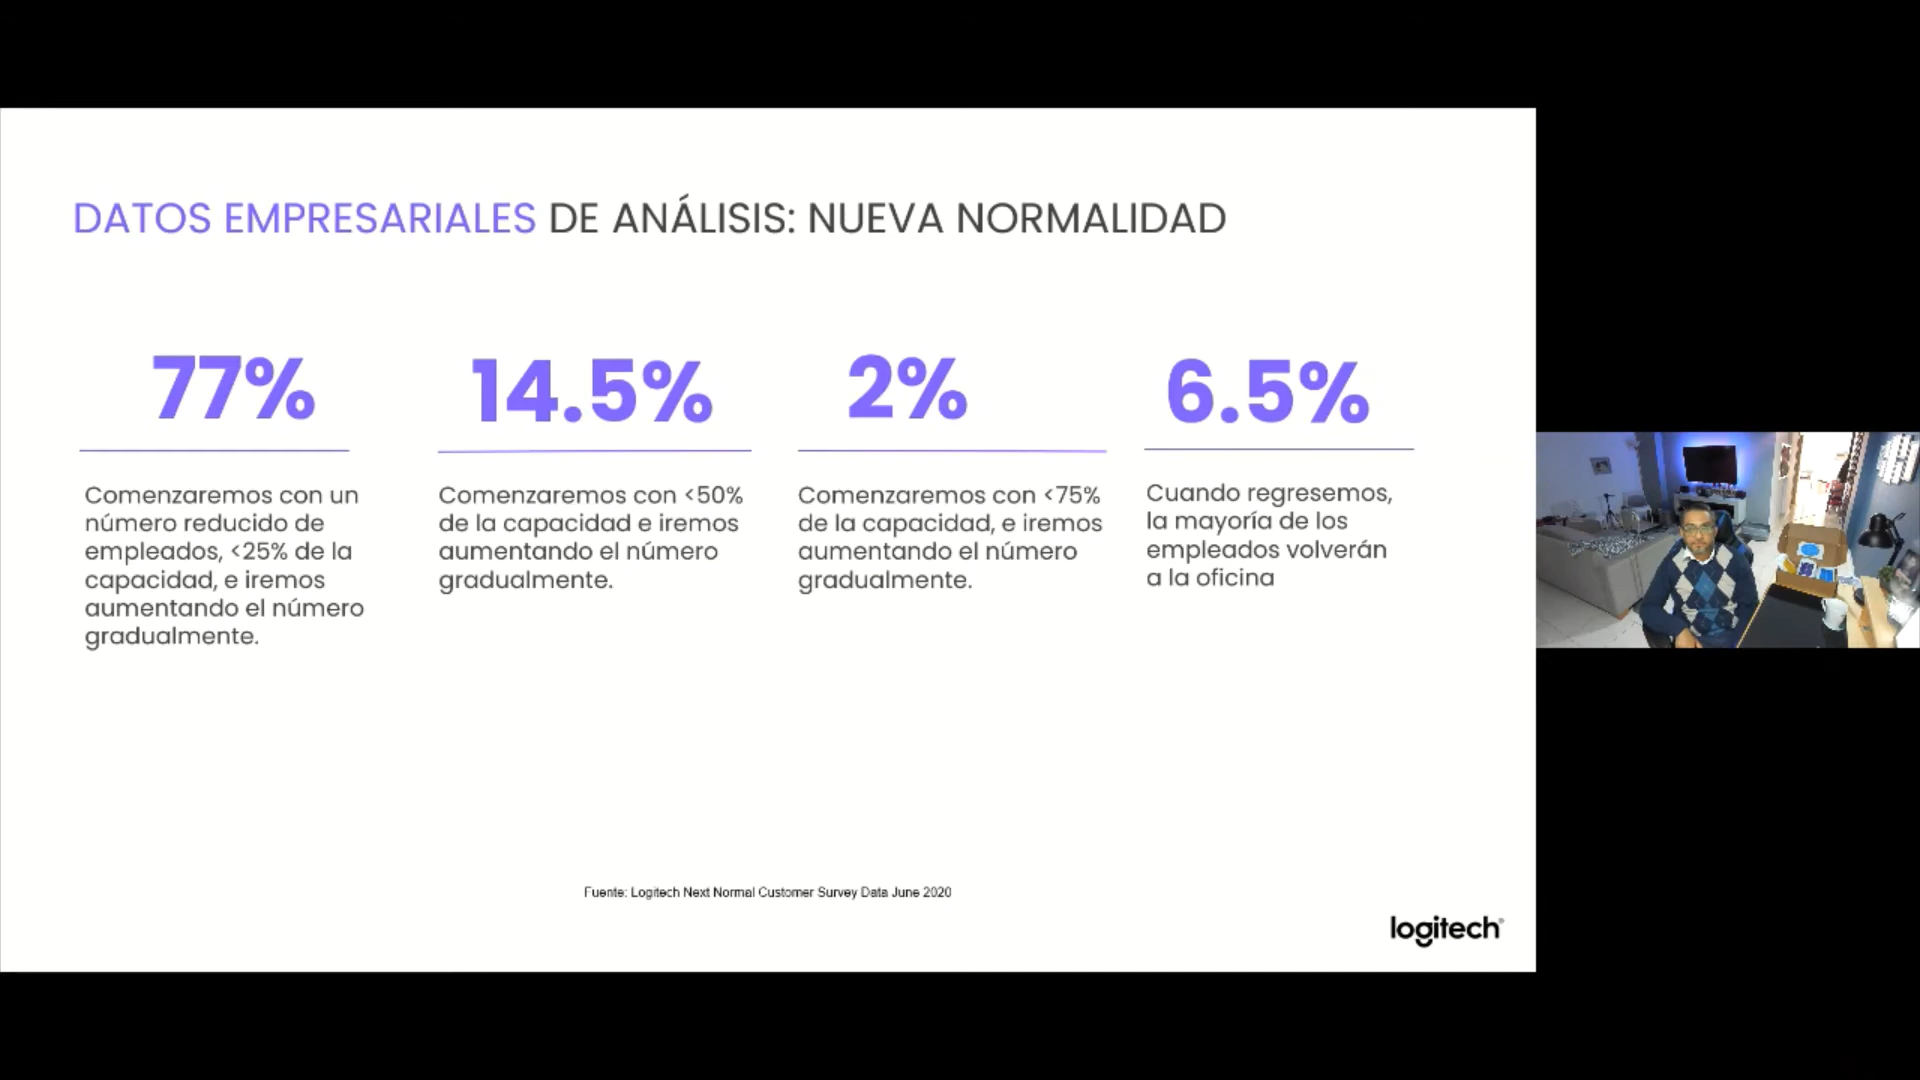 DATOS EMPRESARIALES DE ANÁLISIS: NUEVA NORMALIDAD
77%
Comenzaremos con un
número reducido de
empleados, <25% de la
capacidad, e iremos
aumentando el número
gradualmente.
14.5%
Comenzaremos con <50%
de la capacidad e iremos
aumentando el número
gradualmente.
2%
Comenzaremos con <75%
de la capacidad, e iremos
aumentando el número
gradualmente.
6.5%
Cuando regresemos,
la mayoría de los
empleados volverán
a la oficina
Fuente: Logitech Next Normal Customer Survey Data June 2020
logitech®